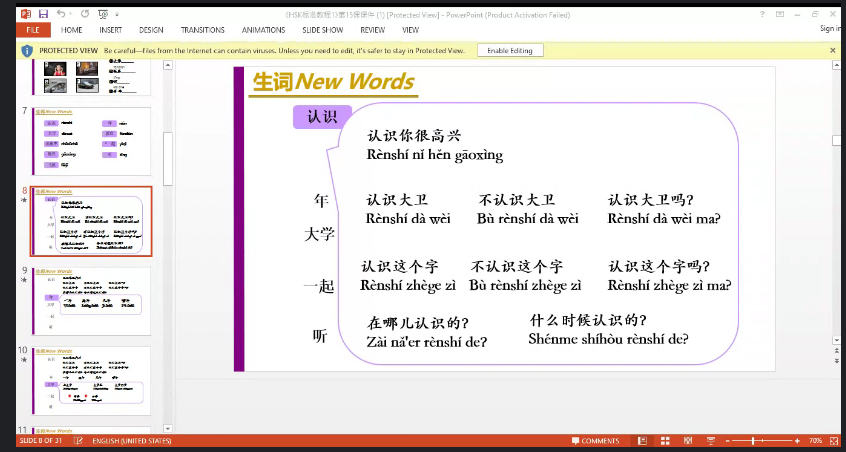 《HSK标准教程1》第15课课件 (1) [Protected View] - PowerPoint (Product Activation Failed)
FILE HOME INSERT DESIGN TRANSITIONS ANIMATIONS SLIDE SHOW REVIEW VIEW Sign in
PROTECTED VIEW Be careful—files from the Internet can contain viruses. Unless you need to edit, it's safer to stay in Protected View. Enable Editing
7
8
9
10
11
生词New Words
认识
认识你很高兴
Rènshí nǐ hěn gāoxìng
年
认识大卫 不认识大卫 认识大卫吗?
Rènshí dà wèi Bù rènshí dà wèi Rènshí dà wèi ma?
大学
认识这个字 不认识这个字 认识这个字吗?
一起
Rènshí zhège zì Bù rènshí zhège zì Rènshí zhège zì ma?
在哪儿认识的? 什么时候认识的?
听
Zài nǎ'er rènshí de? Shénme shíhòu rènshí de?
SLIDE 8 OF 31 ENGLISH (UNITED STATES) COMMENTS 70%